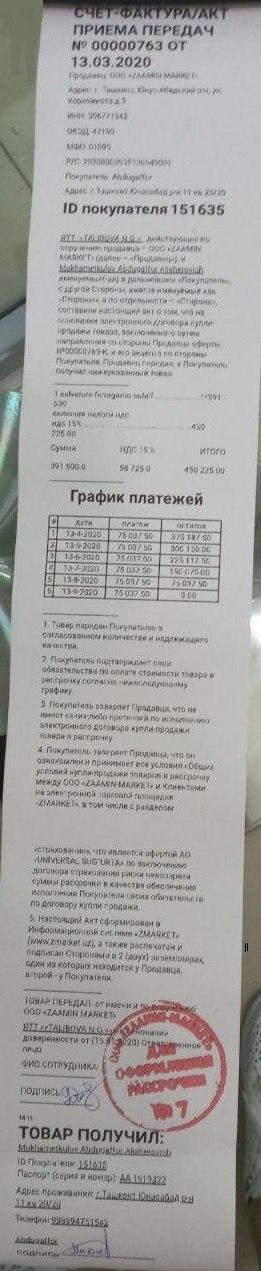 СЧЕТ-ФАКТУРА/АКТ
ПРИЕМА ПЕРЕДАЧ
№ 00000763 ОТ
13.03.2020
Продавец: ООО «ZAAMIN-MARKET»
Адрес: г. Ташкент, Юнус-Абадский р-н, ул
Корхожиота д.3
ИНН: 306771342
ОКЭД: 47190
МФО: 01095
Р/С:
Покупатель: Abdugaffor
Адрес: г Ташкент Юнасабад р-н 11 кв 20/20
ID покупателя 151635
ЯТТ «TALIBOVA N.G.», действующее по
поручению продавца – ООО «ZAAMIN-
MARKET» (далее – «Продавец»), и
Mukhametkulov Abdugaffor Alisherovich
именуемый(-ая) в дальнейшем «Покупатель»,
с другой Стороны, вместе именуемые как
«Стороны», а по отдельности – «Сторона»,
составили настоящий акт о том, что на
основании электронного договора купли-
продажи товара, заключенного путем
направления со стороны Продавца оферты
№00000763-К, и его акцепта со стороны
Покупателя, Продавец передал, а Покупатель
получил нижеуказанный товар:
1 salvatore ferragamo subtil ... 1*391
500
включая налоги НДС
НДС 15% ... 450
225.00
Сумма НДС 15% ИТОГО
391 500.0 58 725.0 450 225.00
График платежей
# ДАТА ПЛАТЕЖ ОСТАТОК
1 13-4-2020 75 037.50 375 187.50
2 13-5-2020 75 037.50 300 150.00
3 13-6-2020 75 037.50 225 112.50
4 13-7-2020 75 037.50 150 075.00
5 13-8-2020 75 037.50 75 037.50
6 13-9-2020 75 037.50 0.00
1. Товар передан Покупателю в
согласованном количестве и надлежащего
качества.
2. Покупатель подтверждает свои
обязательства по оплате стоимости товара в
рассрочку согласно нижеследующему
графику.
3. Покупатель заверяет Продавца, что не
имеет каких-либо претензий по исполнению
электронного договора купли-продажи
товара в рассрочку.
4. Покупатель заверяет Продавца, что он
ознакомлен и принимает все условия «Общих
условий купли-продажи товаров в рассрочку
между ООО «ZAAMIN-MARKET» и Клиентами
на электронной торговой площадке
«ZMARKET», в том числе с разделом
«страхование», что является офертой АО
«UNIVERSAL SUG'URTA» по заключению
договора страхования риска невозврата
суммы рассрочки в качестве обеспечения
исполнения Покупателя своих обязательств
по договору купли продажи.
5. Настоящий Акт сформирован в
Информационной системе «ZMARKET»
(www.zmarket.uz), а также распечатан и
подписан Сторонами в 2 (двух) экземплярах,
один из которых находится у Продавца,
второй - у Покупателя.
ТОВАР ПЕРЕДАЛ: от имени и по поручению
ООО «ZAAMIN MARKET»
ЯТТ «TALIBOVA N.G.» на основании
доверенности от (15.01.2020) Ответственное
лицо
ФИО СОТРУДНИКА
ПОДПИСЬ
М.П.
ДЛЯ
ОФОРМЛЕНИЯ
РАССРОЧКИ
№ 7
ТОВАР ПОЛУЧИЛ:
Mukhametkulov Abdugaffor Alisherovich
ID Покупателя: 151635
Паспорт (серия и номер): AA 1919322
Адрес проживания: г Ташкент Юнасабад р-н
11 кв 20/20
Телефон: 998994751542
Abdugaffor
подпись